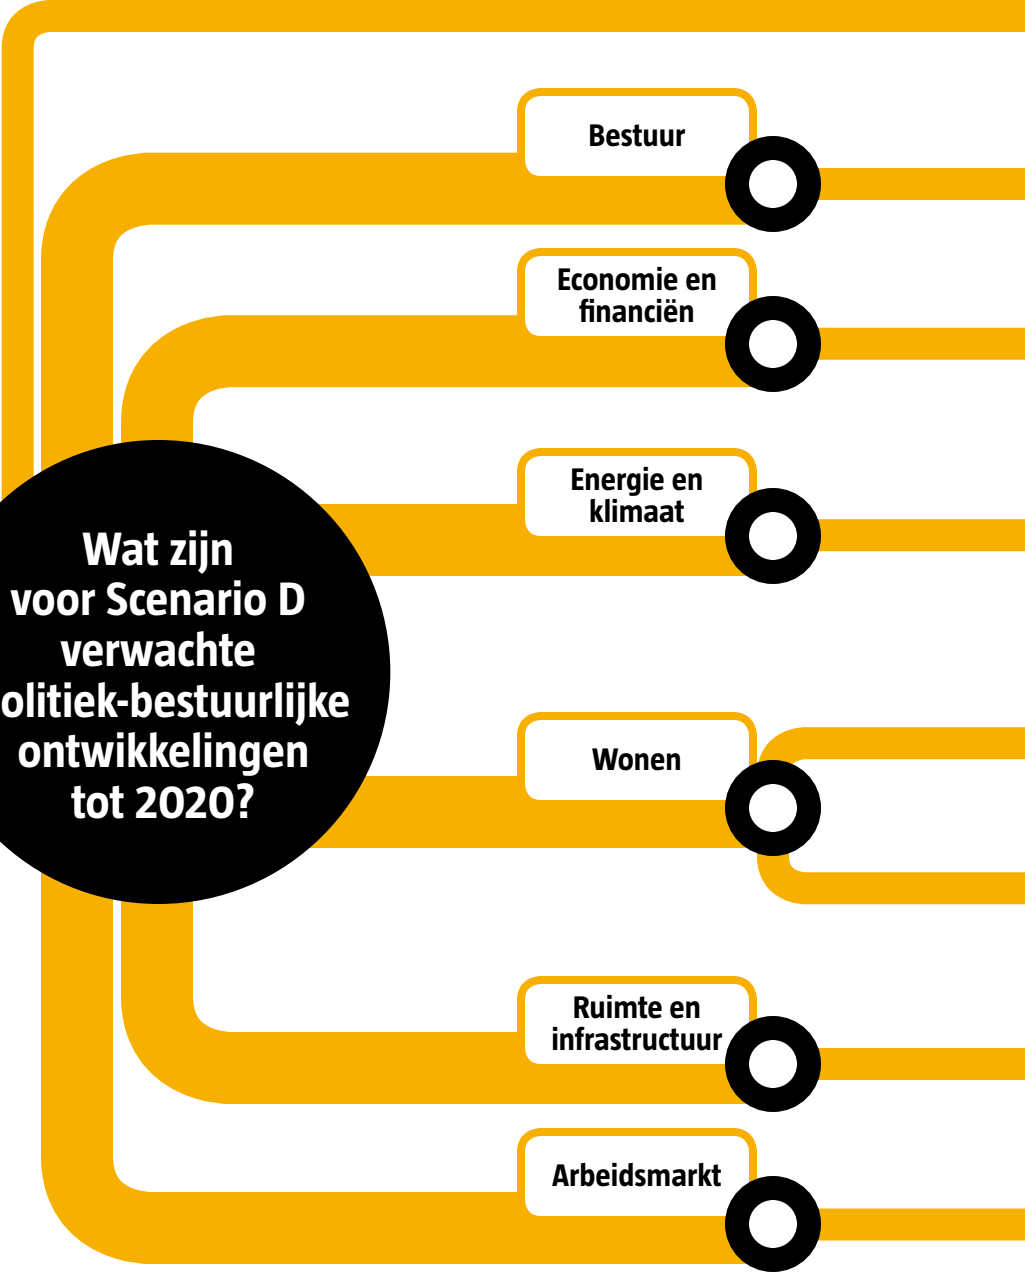 Bestuur
Economie en
financiën
Energie en
klimaat
Wat zijn
voor Scenario D
verwachte
olitiek-bestuurlijke
ontwikkelingen
tot 2020?
Wonen
Ruimte en
infrastructuur
Arbeidsmarkt